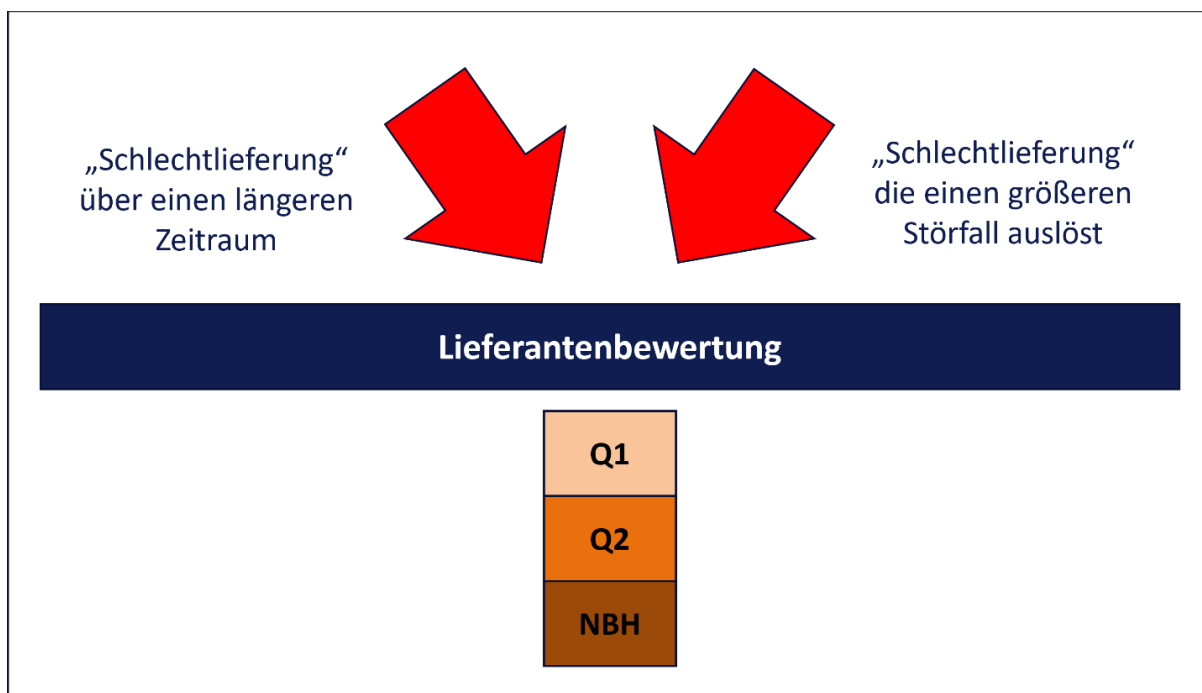 „Schlechtlieferung“
über einen längeren
Zeitraum
„Schlechtlieferung“
die einen größeren
Störfall auslöst
Lieferantenbewertung
Q1
Q2
NBH